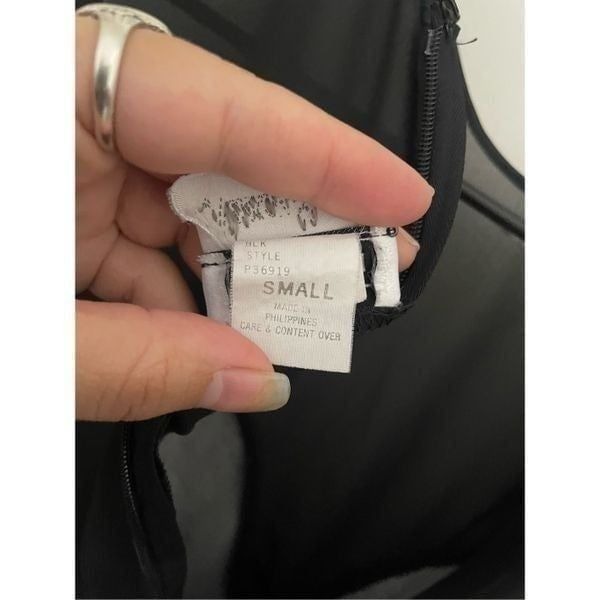 BLK
STYLE
P36919
SMALL
MADE IN
PHILIPPINES
CARE & CONTENT OVER